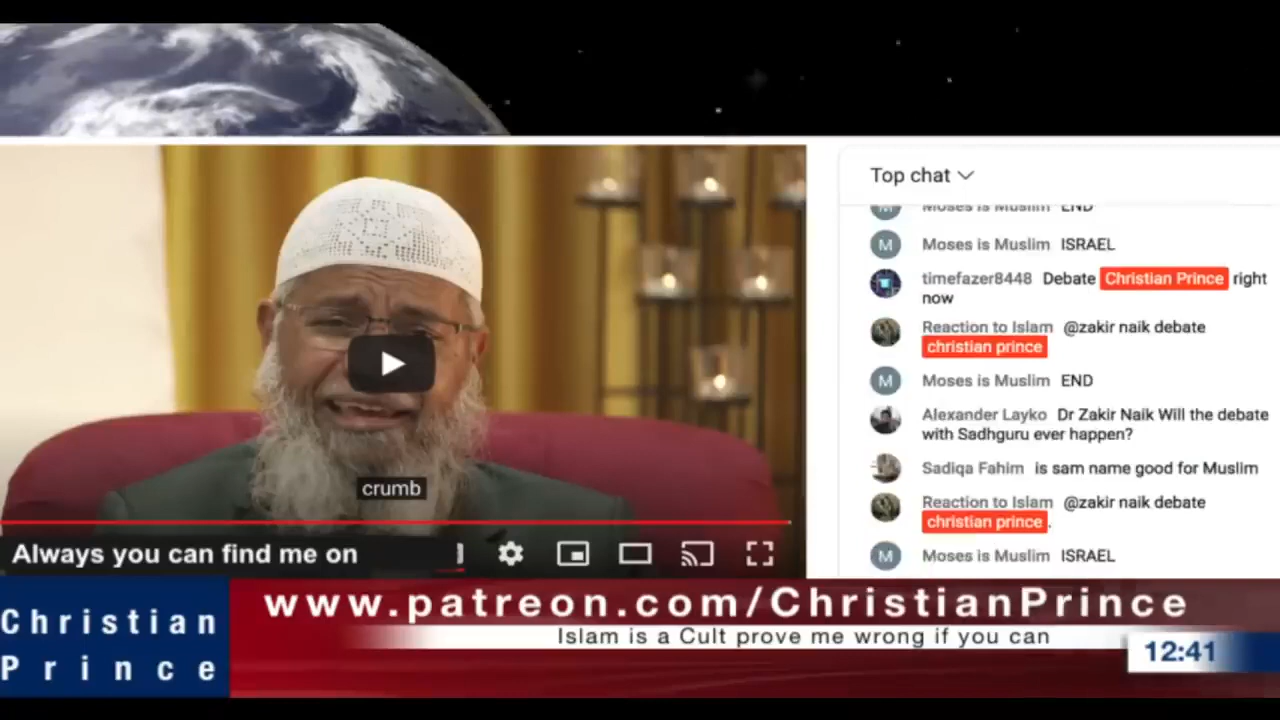 Top chat
M Moses is Muslim END
M Moses is Muslim ISRAEL
timefazer8448 Debate Christian Prince right
now
Reaction to Islam @zakir naik debate
christian prince
M Moses is Muslim END
Alexander Layko Dr Zakir Naik Will the debate
with Sadhguru ever happen?
Sadiqa Fahim is sam name good for Muslim
Reaction to Islam @zakir naik debate
christian prince.
M Moses is Muslim ISRAEL
crumb
Always you can find me on
Christian
Prince
www.patreon.com/ChristianPrince
Islam is a Cult prove me wrong if you can
12:41